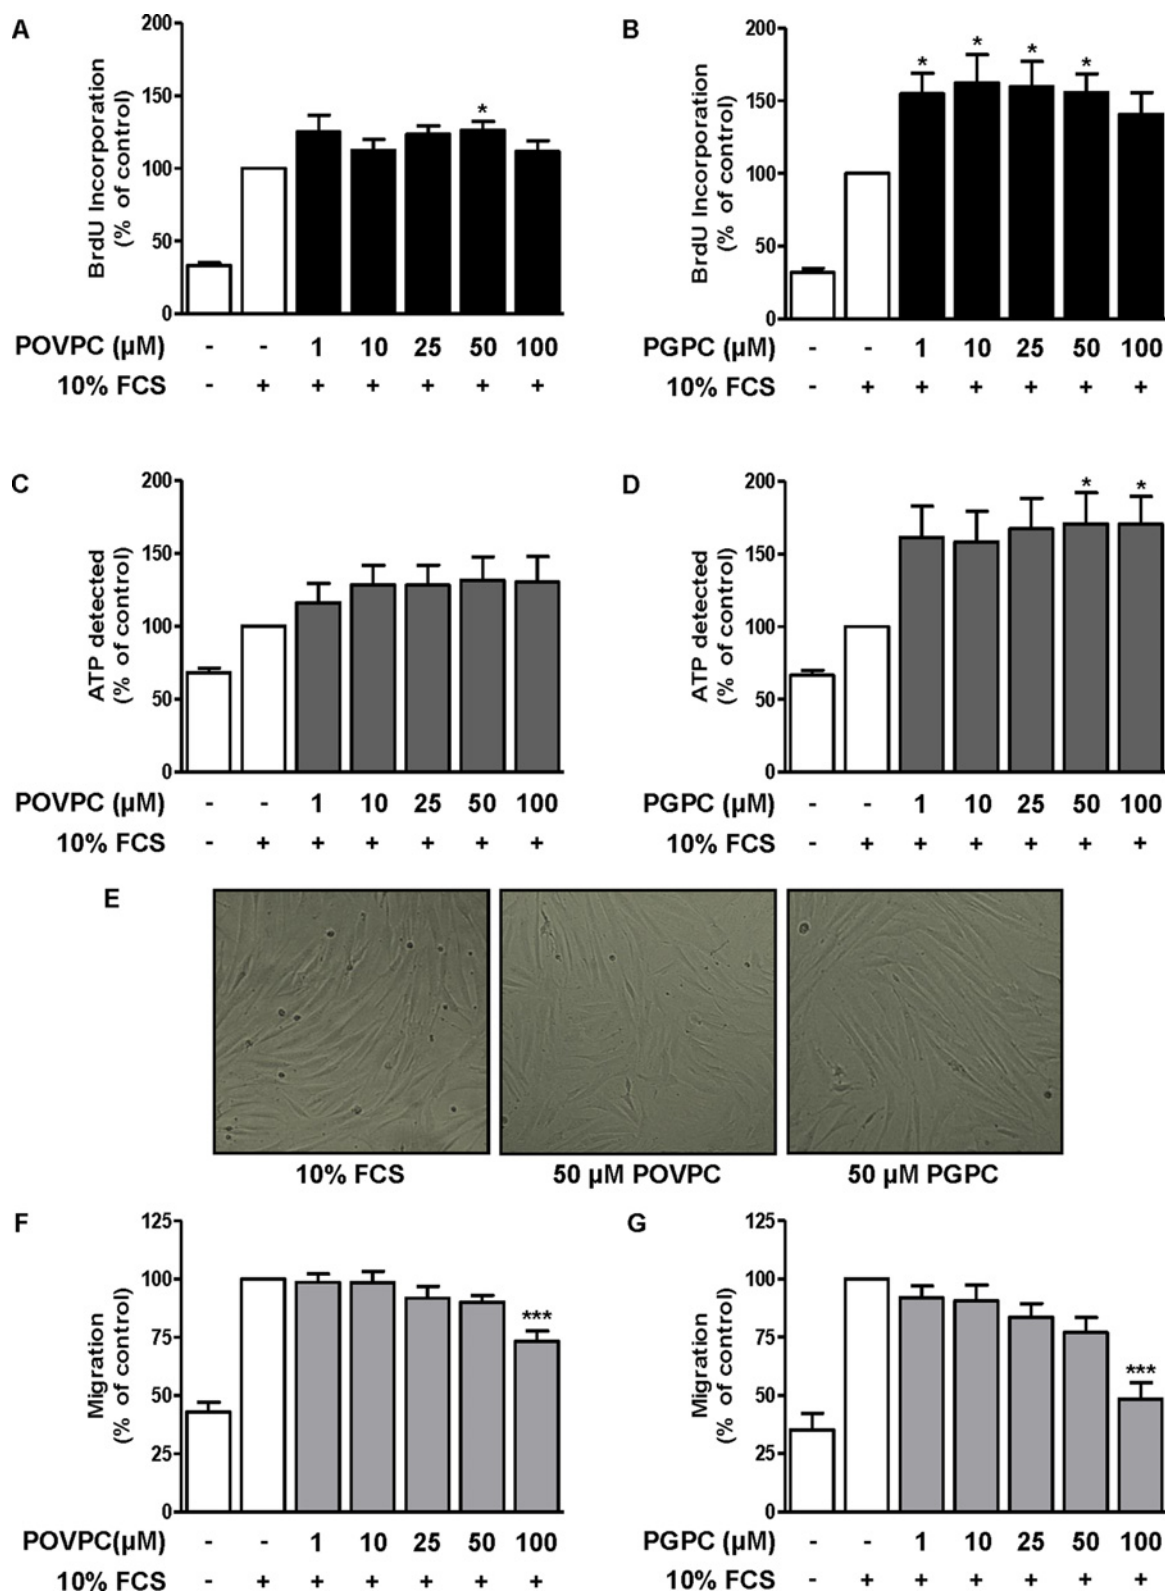 A
200
150
100
50
0
BrdU Incorporation
(% of control)
*
POVPC (µM) - - 1 10 25 50 100
10% FCS - + + + + + +
B
200
150
100
50
0
BrdU Incorporation
(% of control)
* * * *
PGPC (µM) - - 1 10 25 50 100
10% FCS - + + + + + +
C
200
150
100
50
0
ATP detected
(% of control)
POVPC (µM) - - 1 10 25 50 100
10% FCS - + + + + + +
D
200
150
100
50
0
ATP detected
(% of control)
* *
PGPC (µM) - - 1 10 25 50 100
10% FCS - + + + + + +
E
10% FCS
50 µM POVPC
50 µM PGPC
F
125
100
75
50
25
0
Migration
(% of control)
***
POVPC(µM) - - 1 10 25 50 100
10% FCS - + + + + + +
G
125
100
75
50
25
0
Migration
(% of control)
***
PGPC (µM) - - 1 10 25 50 100
10% FCS - + + + + + +